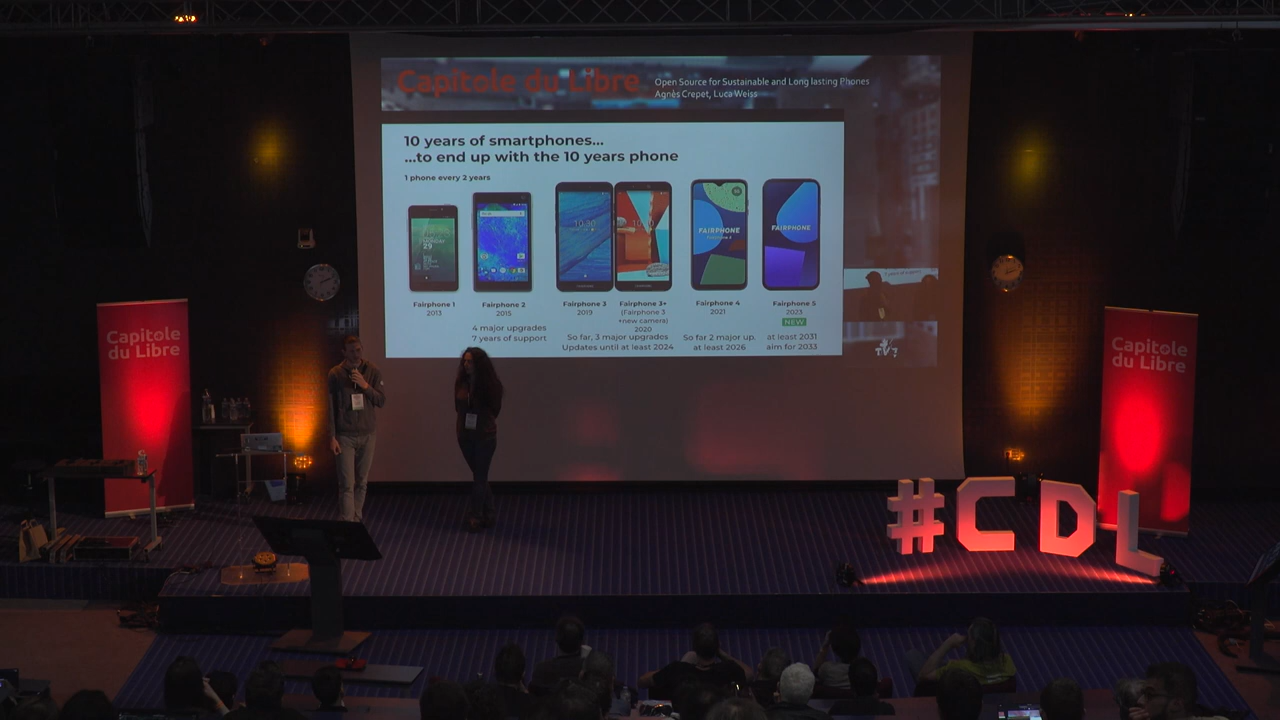 Capitole du Libre
Open Source for Sustainable and Long lasting Phones
Agnès Crepet, Luca Weiss
10 years of smartphones...
...to end up with the 10 years phone
1 phone every 2 years
FAIRPHONE
FAIRPHONE
Fairphone 1
2013
Fairphone 2
2015
4 major upgrades
7 years of support
Fairphone 3
2019
Fairphone 3+
(Fairphone 3
+new camera)
2020
So far, 3 major upgrades
Updates until at least 2024
Fairphone 4
2021
So far 2 major up.
at least 2026
Fairphone 5
2023
NEW
at least 2031
aim for 2033
Capitole
du Libre
Capitole
du Libre
#CDL